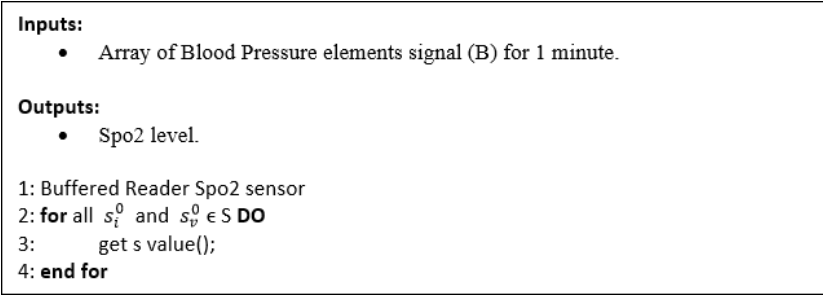 Inputs:
• Array of Blood Pressure elements signal (B) for 1 minute.
Outputs:
• Spo2 level.
1: Buffered Reader Spo2 sensor
2: for all $s_i^0$ and $s_v^0$ ϵ S DO
3: get s value();
4: end for